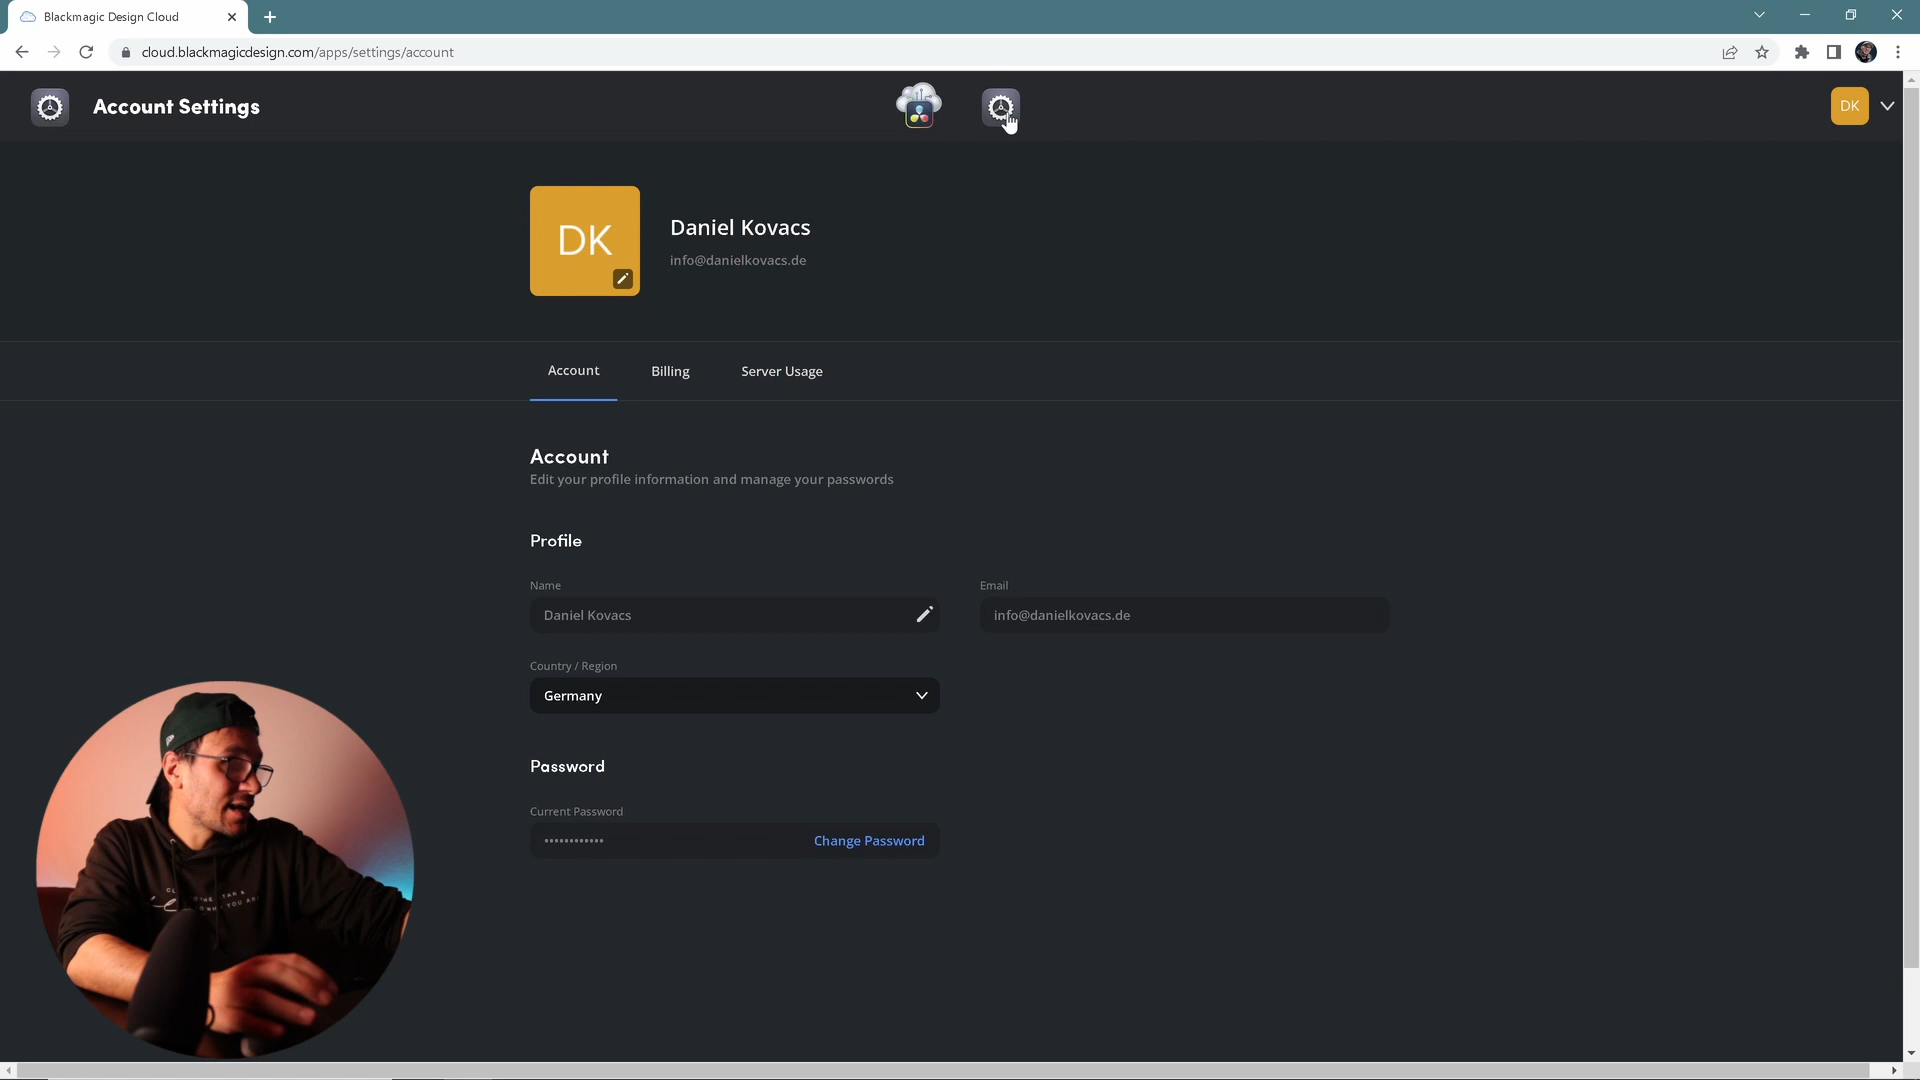 Blackmagic Design Cloud
cloud.blackmagicdesign.com/apps/settings/account
Account Settings
DK
DK
Daniel Kovacs
info@danielkovacs.de
Account
Billing
Server Usage
Account
Edit your profile information and manage your passwords
Profile
Name
Email
Daniel Kovacs
info@danielkovacs.de
Country / Region
Germany
Password
Current Password
••••••••••••
Change Password